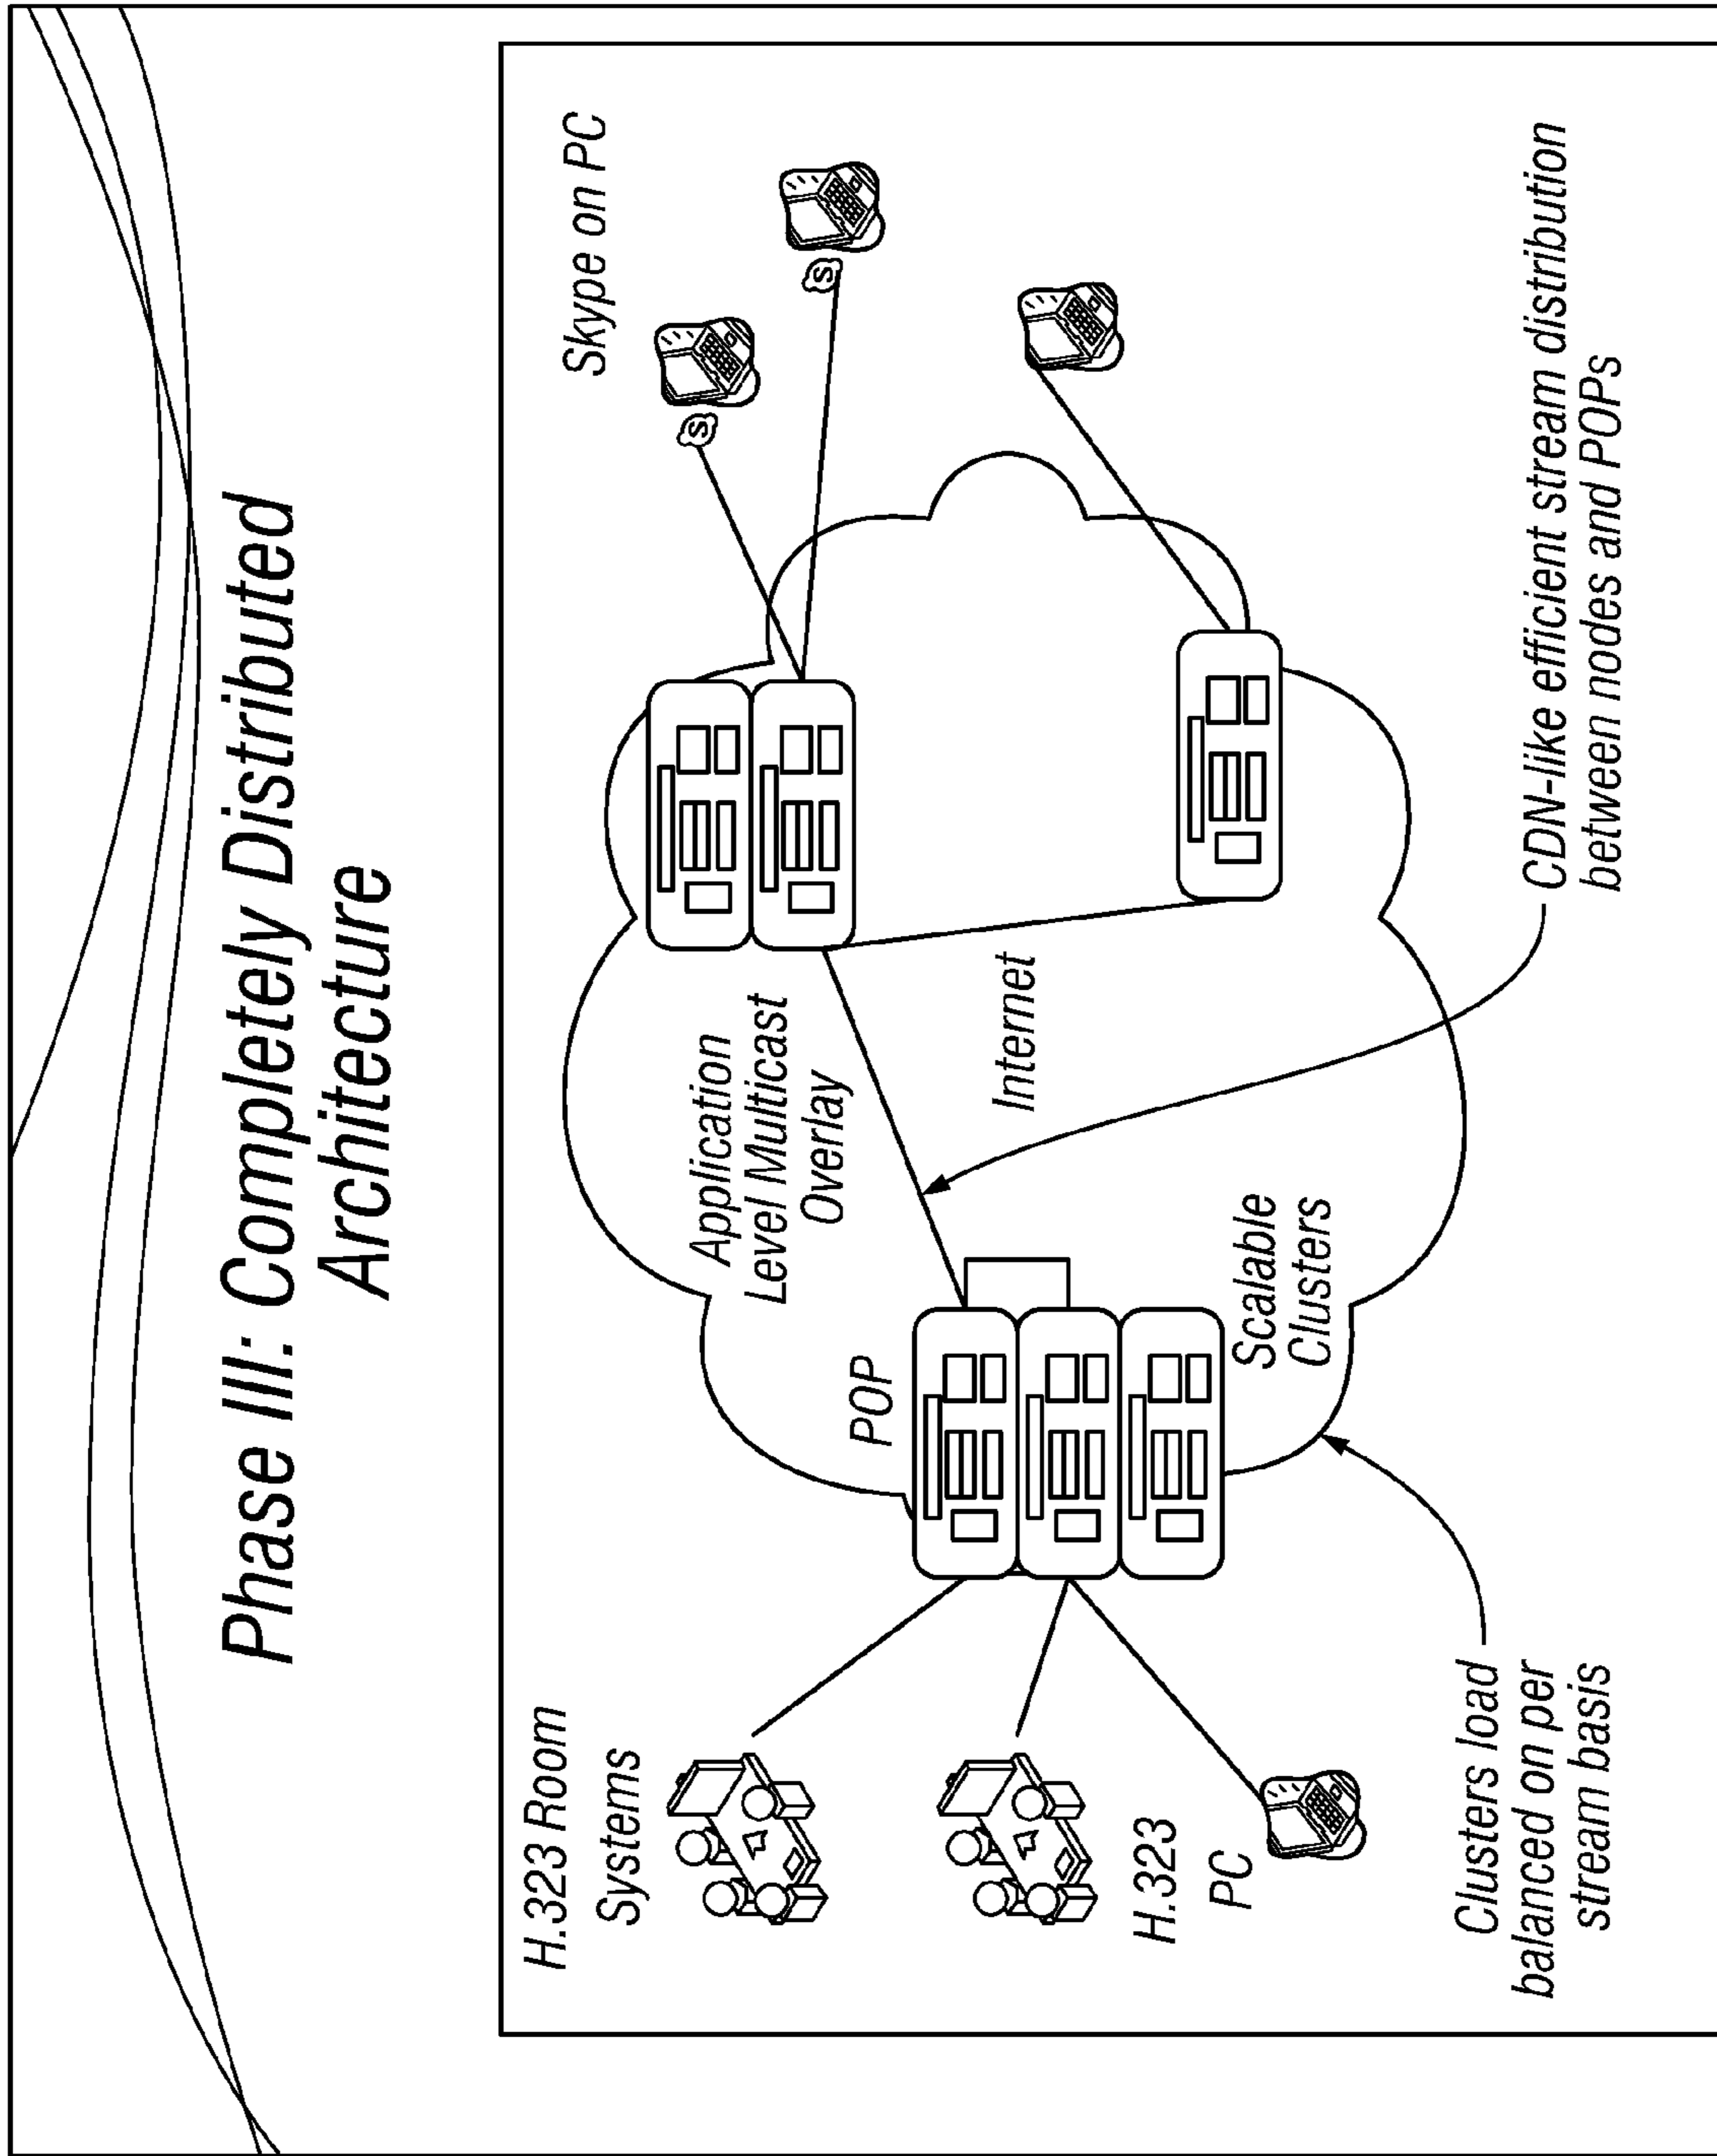 Phase III: Completely Distributed
Architecture
H.323 Room
Systems
H.323
PC
Clusters load
balanced on per
stream basis
POP
Scalable
Clusters
Application
Level Multicast
Overlay
Internet
Skype on PC
S
S
CDN-like efficient stream distribution
between nodes and POPs